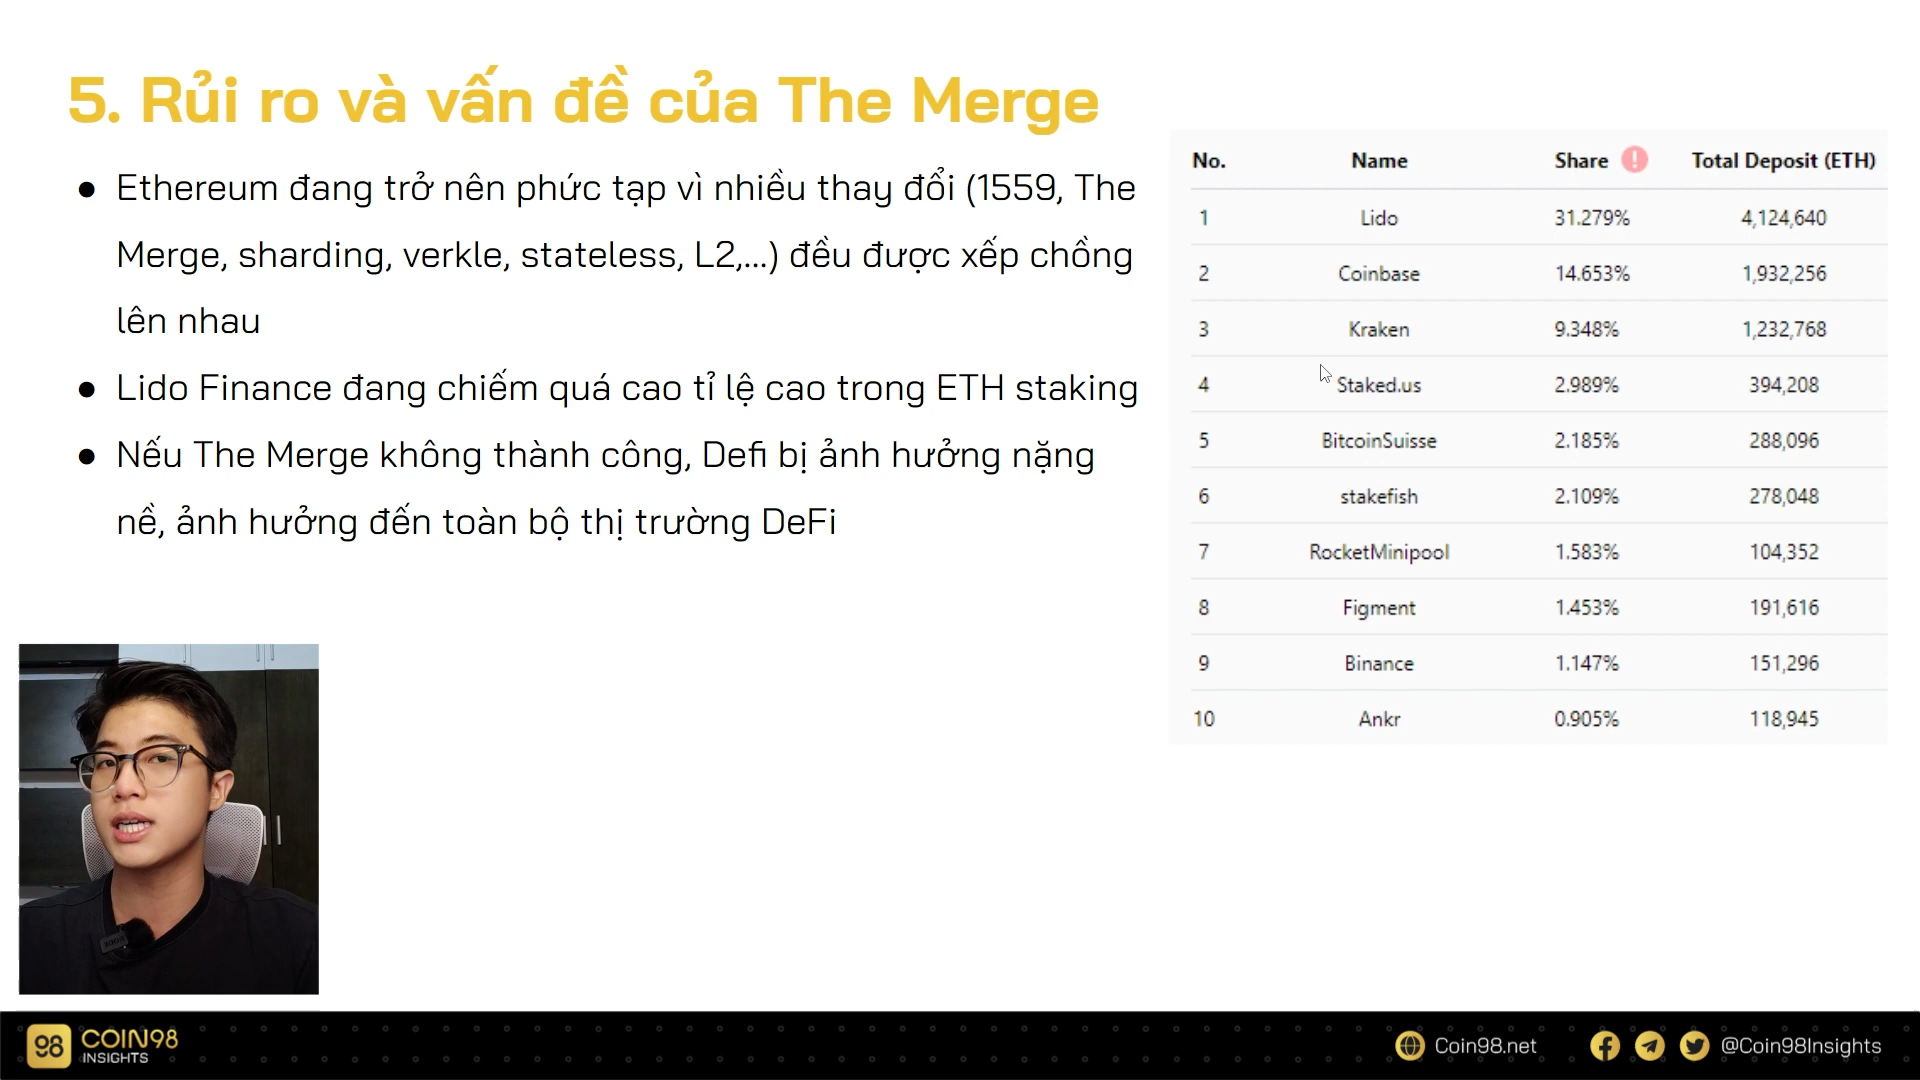 5. Rủi ro và vấn đề của The Merge
● Ethereum đang trở nên phức tạp vì nhiều thay đổi (1559, The
Merge, sharding, verkle, stateless, L2,...) đều được xếp chồng
lên nhau
● Lido Finance đang chiếm quá cao tỉ lệ cao trong ETH staking
● Nếu The Merge không thành công, Defi bị ảnh hưởng nặng
nề, ảnh hưởng đến toàn bộ thị trường DeFi
No. Name Share ! Total Deposit (ETH)
1 Lido 31.279% 4,124,640
2 Coinbase 14.653% 1,932,256
3 Kraken 9.348% 1,232,768
4 Staked.us 2.989% 394,208
5 BitcoinSuisse 2.185% 288,096
6 stakefish 2.109% 278,048
7 RocketMinipool 1.583% 104,352
8 Figment 1.453% 191,616
9 Binance 1.147% 151,296
10 Ankr 0.905% 118,945
98 COIN98
INSIGHTS
Coin98.net
@Coin98Insights